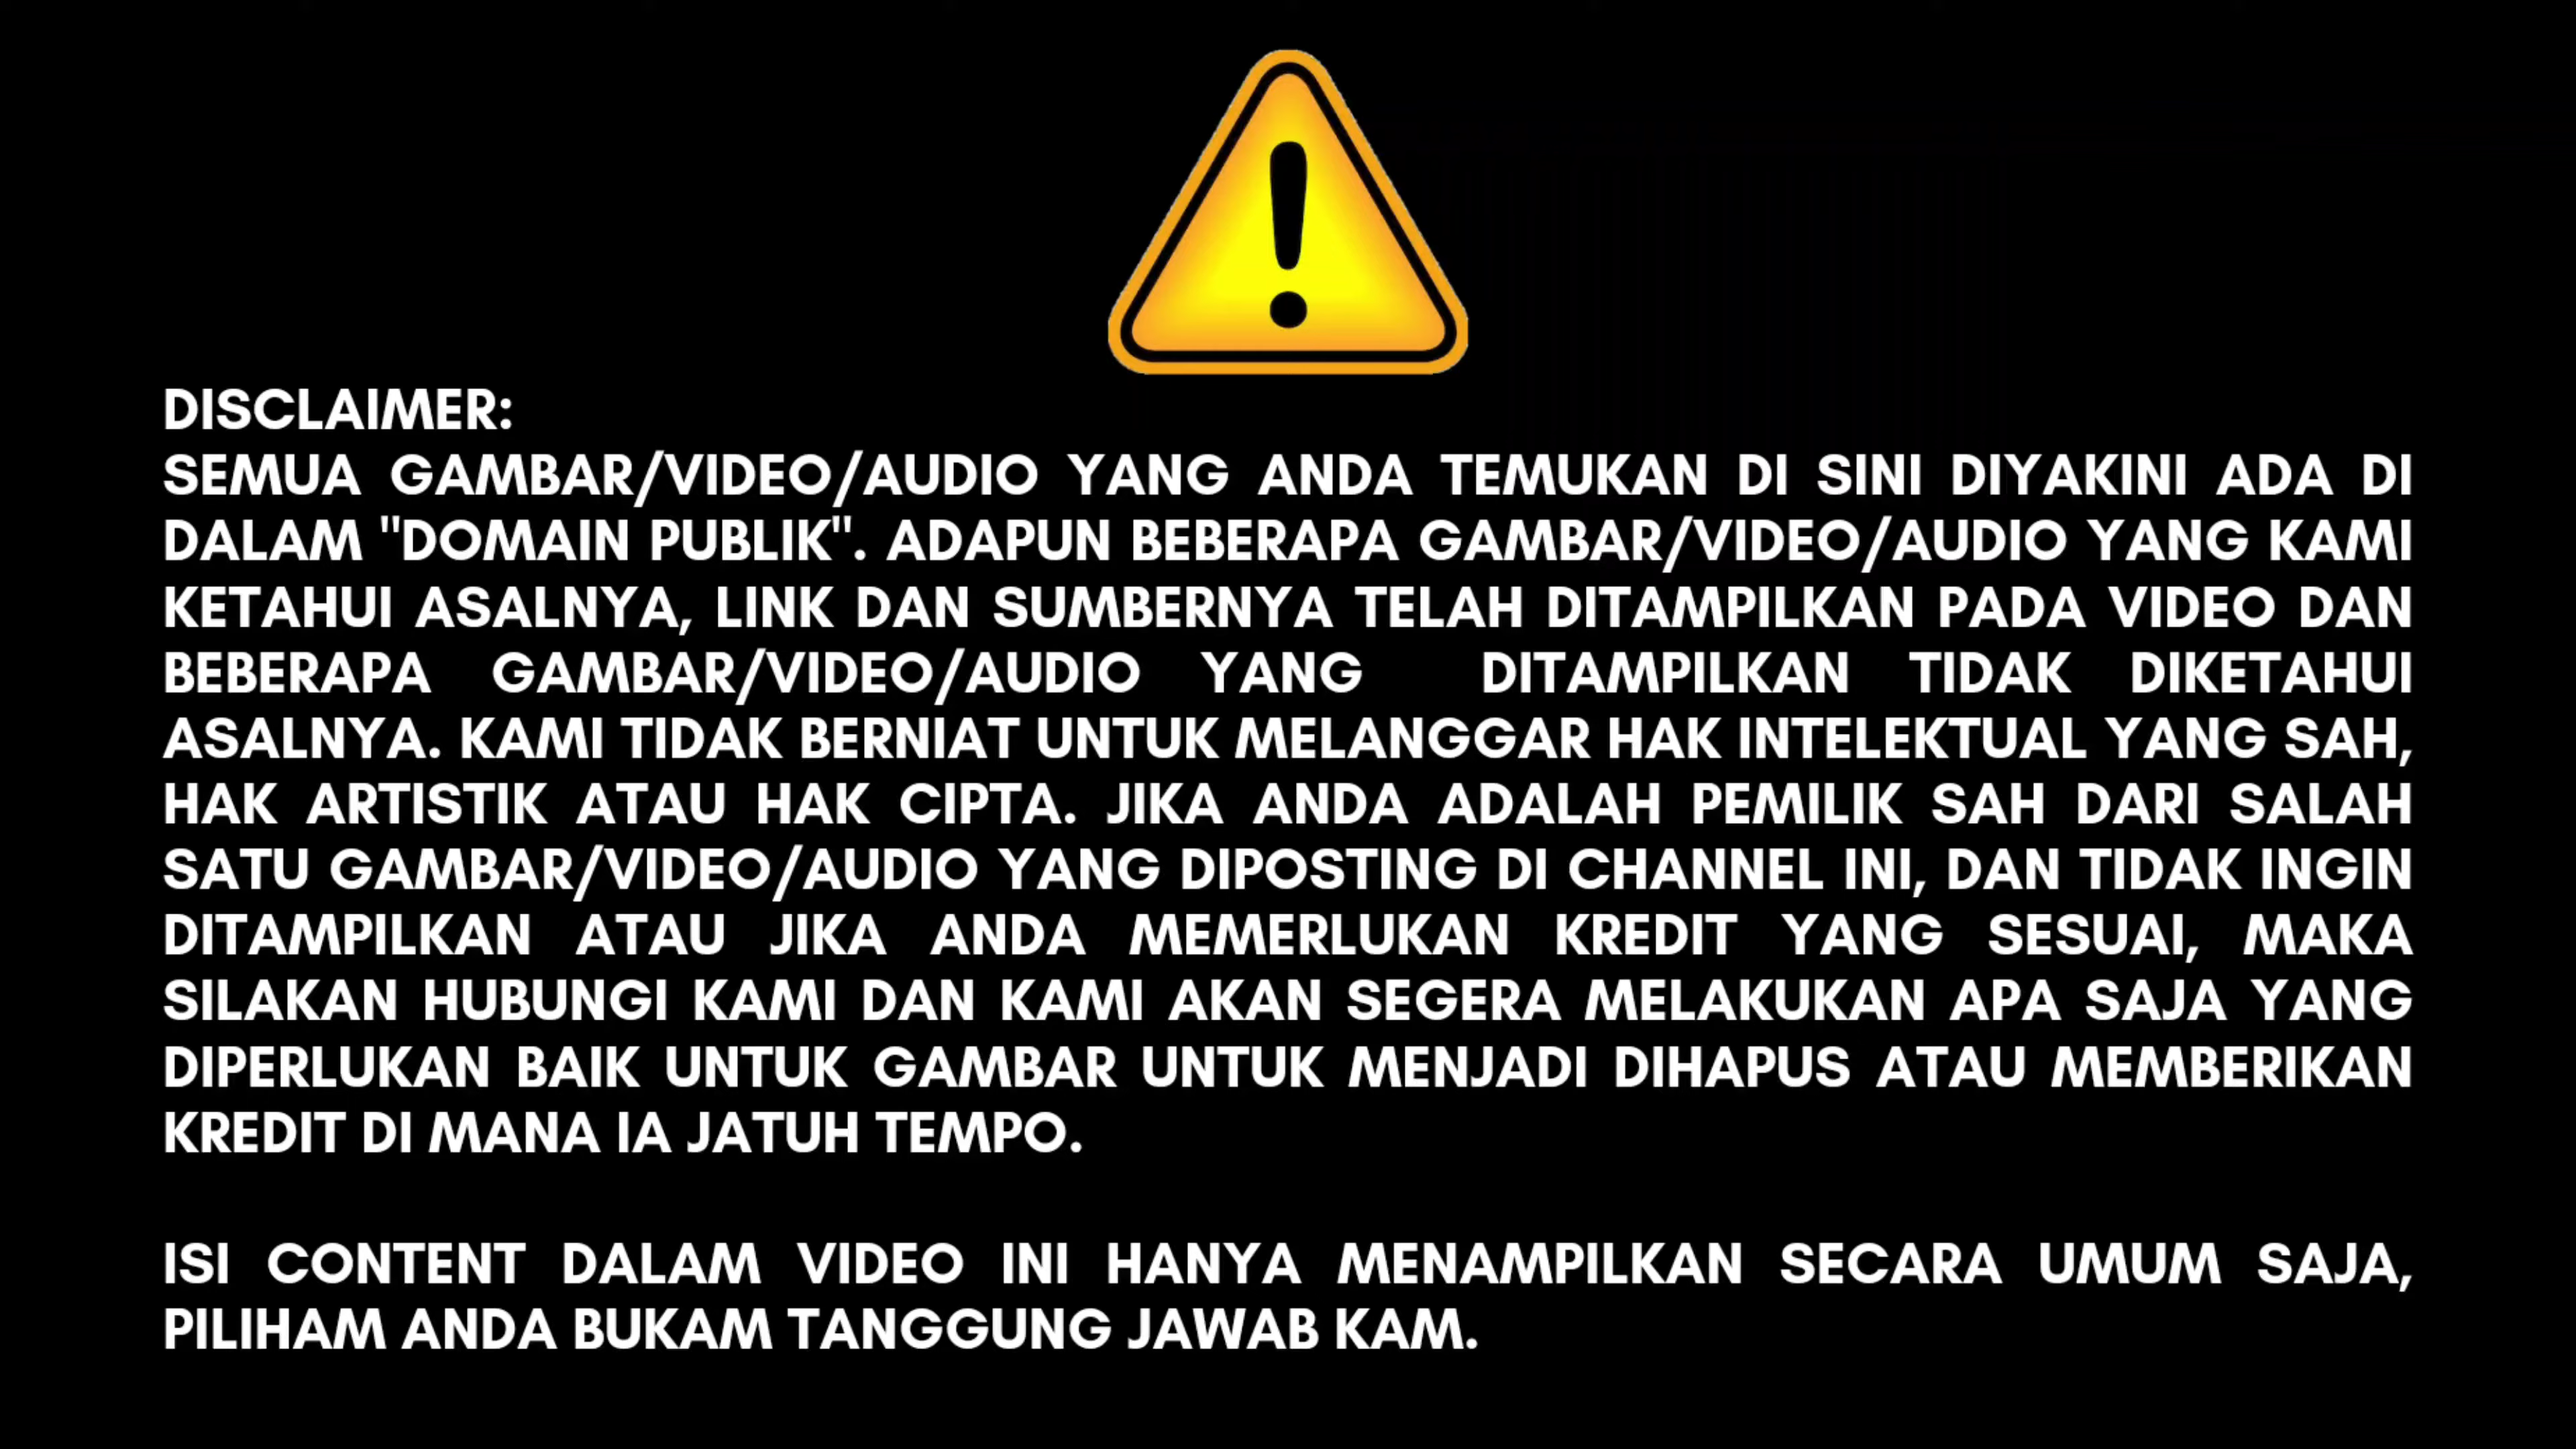 DISCLAIMER:
SEMUA GAMBAR/VIDEO/AUDIO YANG ANDA TEMUKAN DI SINI DIYAKINI ADA DI
DALAM "DOMAIN PUBLIK". ADAPUN BEBERAPA GAMBAR/VIDEO/AUDIO YANG KAMI
KETAHUI ASALNYA, LINK DAN SUMBERNYA TELAH DITAMPILKAN PADA VIDEO DAN
BEBERAPA GAMBAR/VIDEO/AUDIO YANG DITAMPILKAN TIDAK DIKETAHUI
ASALNYA. KAMI TIDAK BERNIAT UNTUK MELANGGAR HAK INTELEKTUAL YANG SAH,
HAK ARTISTIK ATAU HAK CIPTA. JIKA ANDA ADALAH PEMILIK SAH DARI SALAH
SATU GAMBAR/VIDEO/AUDIO YANG DIPOSTING DI CHANNEL INI, DAN TIDAK INGIN
DITAMPILKAN ATAU JIKA ANDA MEMERLUKAN KREDIT YANG SESUAI, MAKA
SILAKAN HUBUNGI KAMI DAN KAMI AKAN SEGERA MELAKUKAN APA SAJA YANG
DIPERLUKAN BAIK UNTUK GAMBAR UNTUK MENJADI DIHAPUS ATAU MEMBERIKAN
KREDIT DI MANA IA JATUH TEMPO.
ISI CONTENT DALAM VIDEO INI HANYA MENAMPILKAN SECARA UMUM SAJA,
PILIHAM ANDA BUKAM TANGGUNG JAWAB KAM.